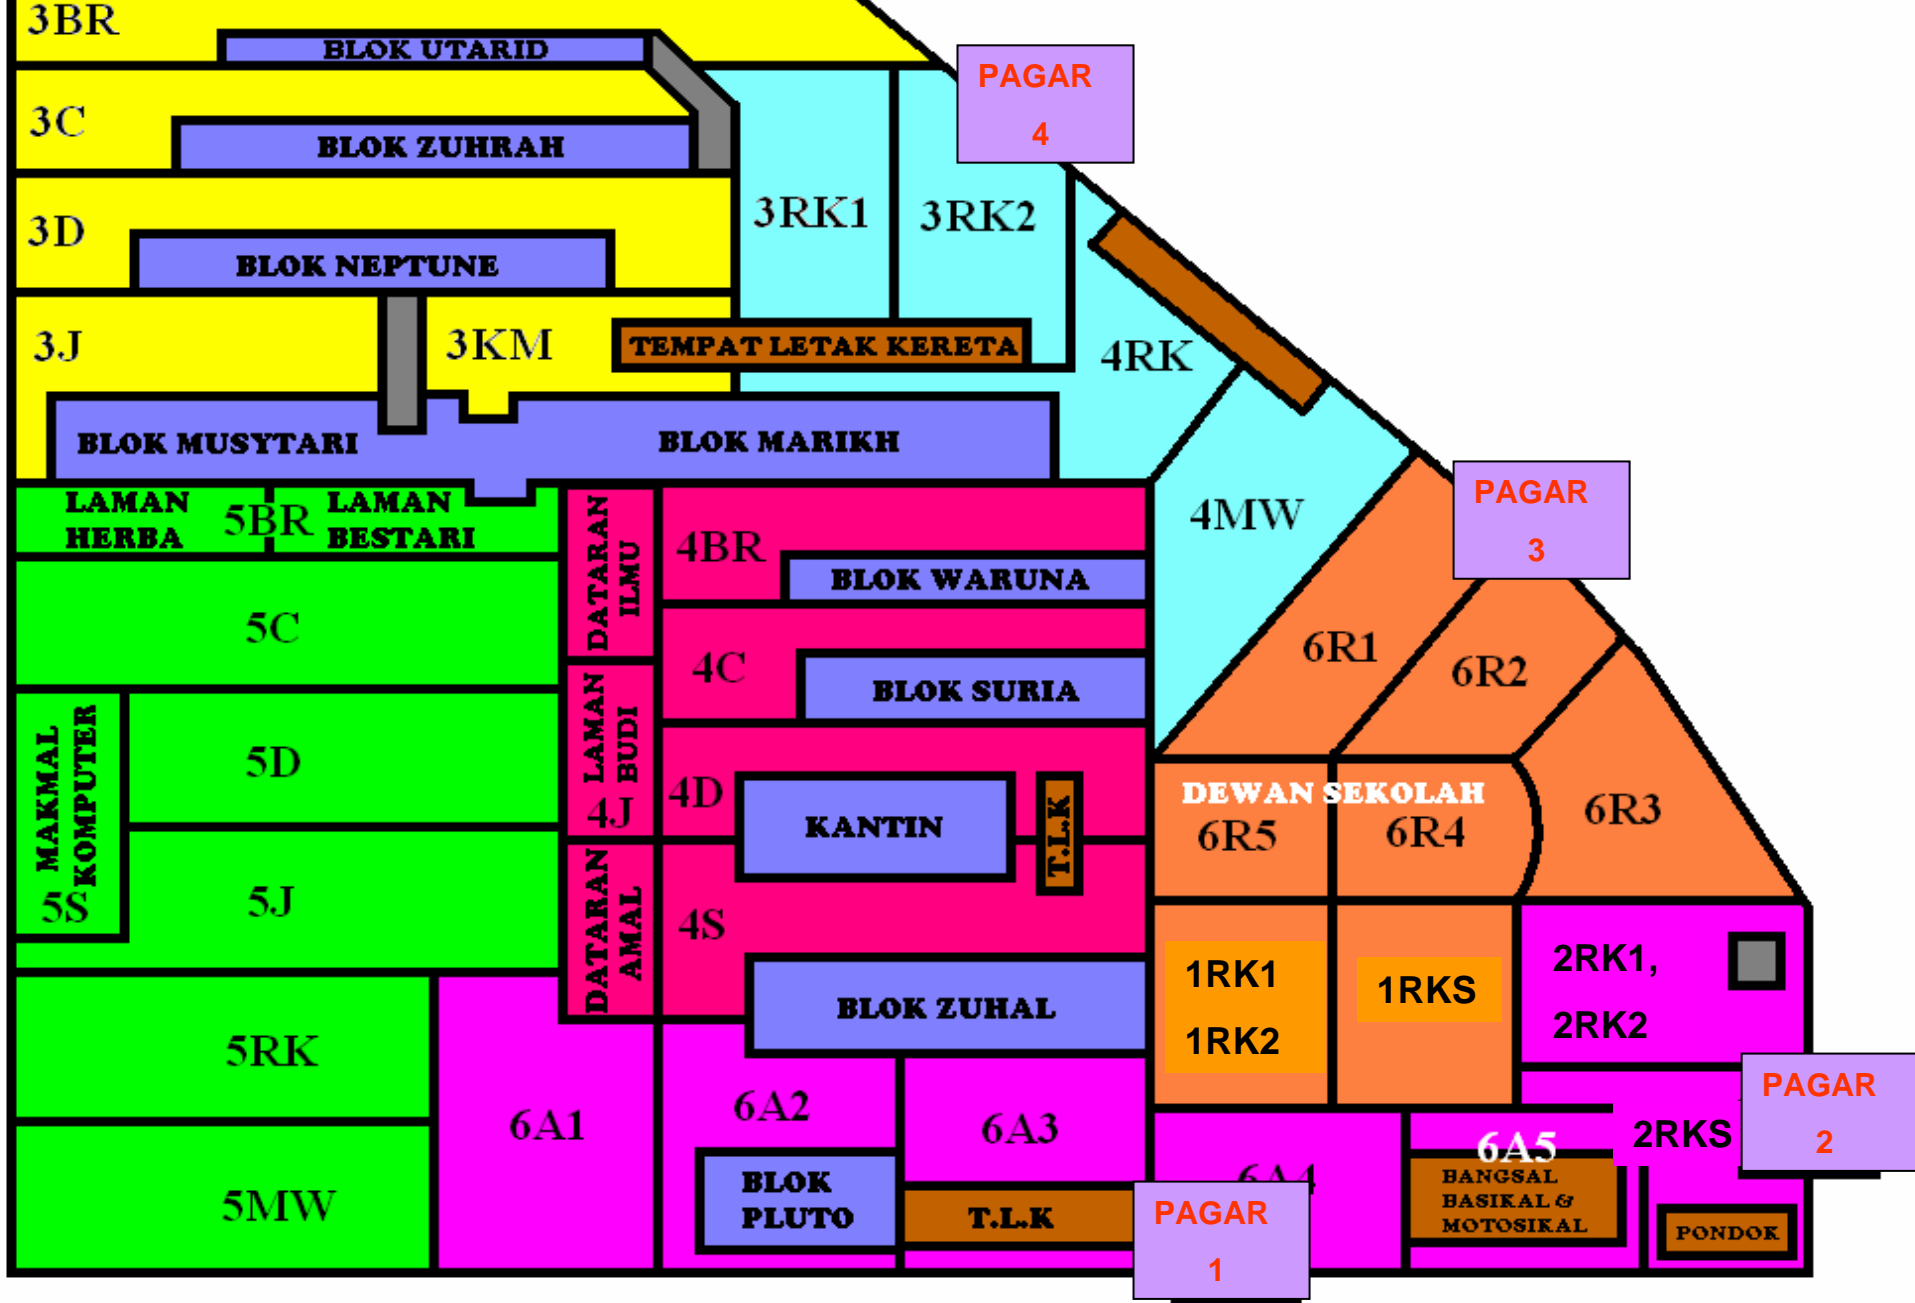 3BR
BLOK UTARID
PAGAR
4
3C
BLOK ZUHRAH
3RK1
3RK2
3D
BLOK NEPTUNE
3J
3KM
TEMPAT LETAK KERETA
4RK
BLOK MUSYTARI
BLOK MARIKH
LAMAN
HERBA
5BR
LAMAN
BESTARI
DATARAN
ILMU
4BR
BLOK WARUNA
4MW
PAGAR
3
5C
4C
BLOK SURIA
6R1
6R2
MAKMAL
KOMPUTER
5S
5D
LAMAN
BUDI
4J
4D
KANTIN
T.L.K
DEWAN SEKOLAH
6R5
6R4
6R3
5J
DATARAN
AMAL
4S
BLOK ZUHAL
1RK1
1RK2
1RKS
2RK1,
2RK2
5RK
6A1
6A2
6A3
6A4
6A5
2RKS
PAGAR
2
5MW
BLOK
PLUTO
T.L.K
PAGAR
1
BANGSAL
BASIKAL &
MOTOSIKAL
PONDOK